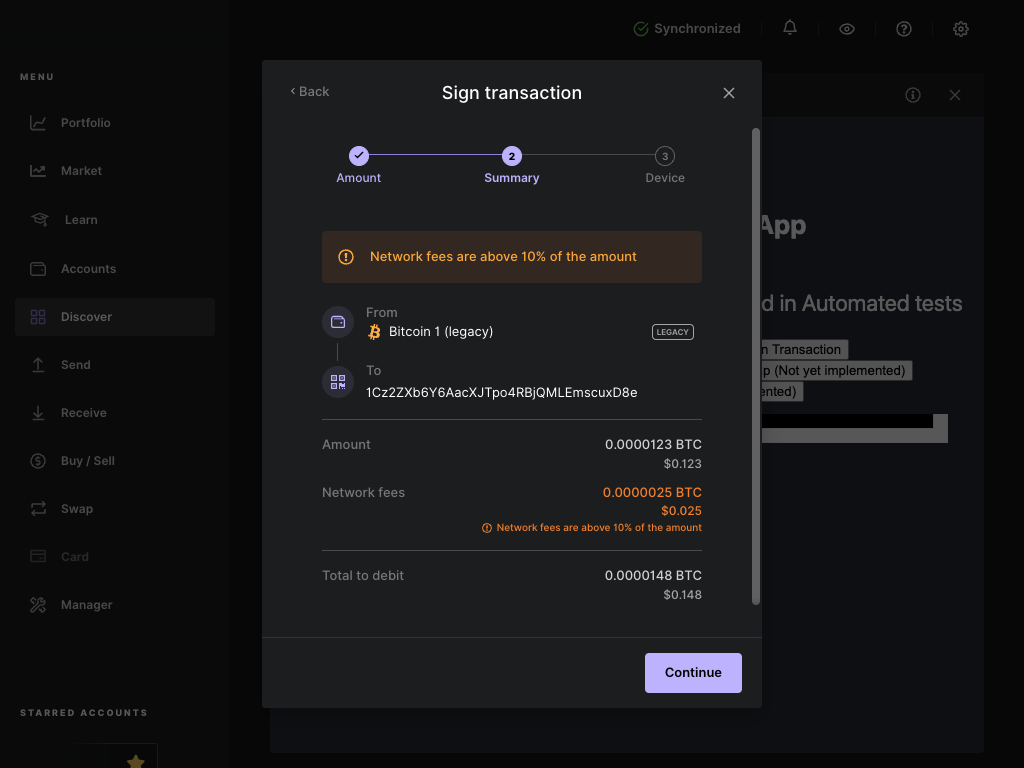 Synchronized
MENU
Portfolio
Market
Learn
Accounts
Discover
Send
Receive
Buy / Sell
Swap
Card
Manager
STARRED ACCOUNTS
Back
Sign transaction
2
3
Amount
Summary
Device
Network fees are above 10% of the amount
From
Bitcoin 1 (legacy)
LEGACY
To
1Cz2ZXb6Y6AacXJTpo4RBjQMLEmscuxD8e
Amount
0.0000123 BTC
$0.123
Network fees
0.0000025 BTC
$0.025
Network fees are above 10% of the amount
Total to debit
0.0000148 BTC
$0.148
Continue
App
d in Automated tests
n Transaction
p (Not yet implemented)
ented)